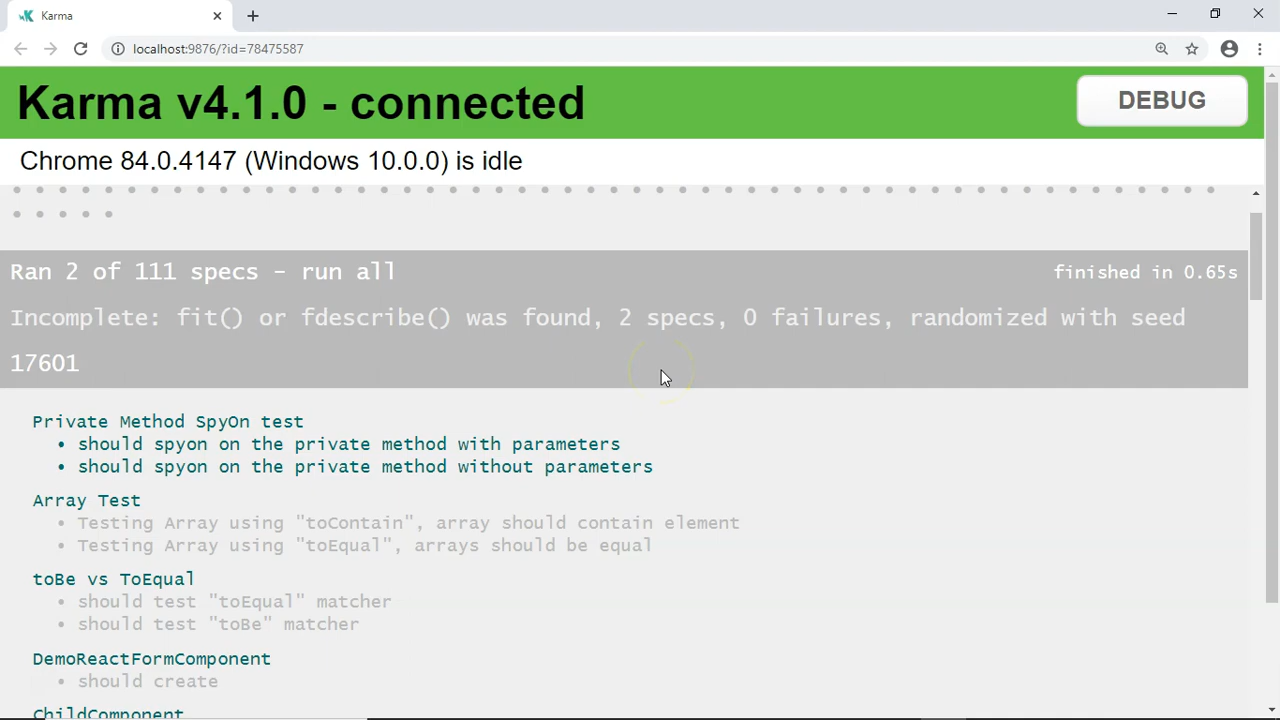 Karma
localhost:9876/?id=78475587
Karma v4.1.0 - connected
DEBUG
Chrome 84.0.4147 (Windows 10.0.0) is idle
Ran 2 of 111 specs - run all
finished in 0.65s
Incomplete: fit() or fdescribe() was found, 2 specs, 0 failures, randomized with seed
17601
Private Method SpyOn test
• should spyon on the private method with parameters
• should spyon on the private method without parameters
Array Test
• Testing Array using "toContain", array should contain element
• Testing Array using "toEqual", arrays should be equal
toBe vs ToEqual
• should test "toEqual" matcher
• should test "toBe" matcher
DemoReactFormComponent
• should create
ChildComponent